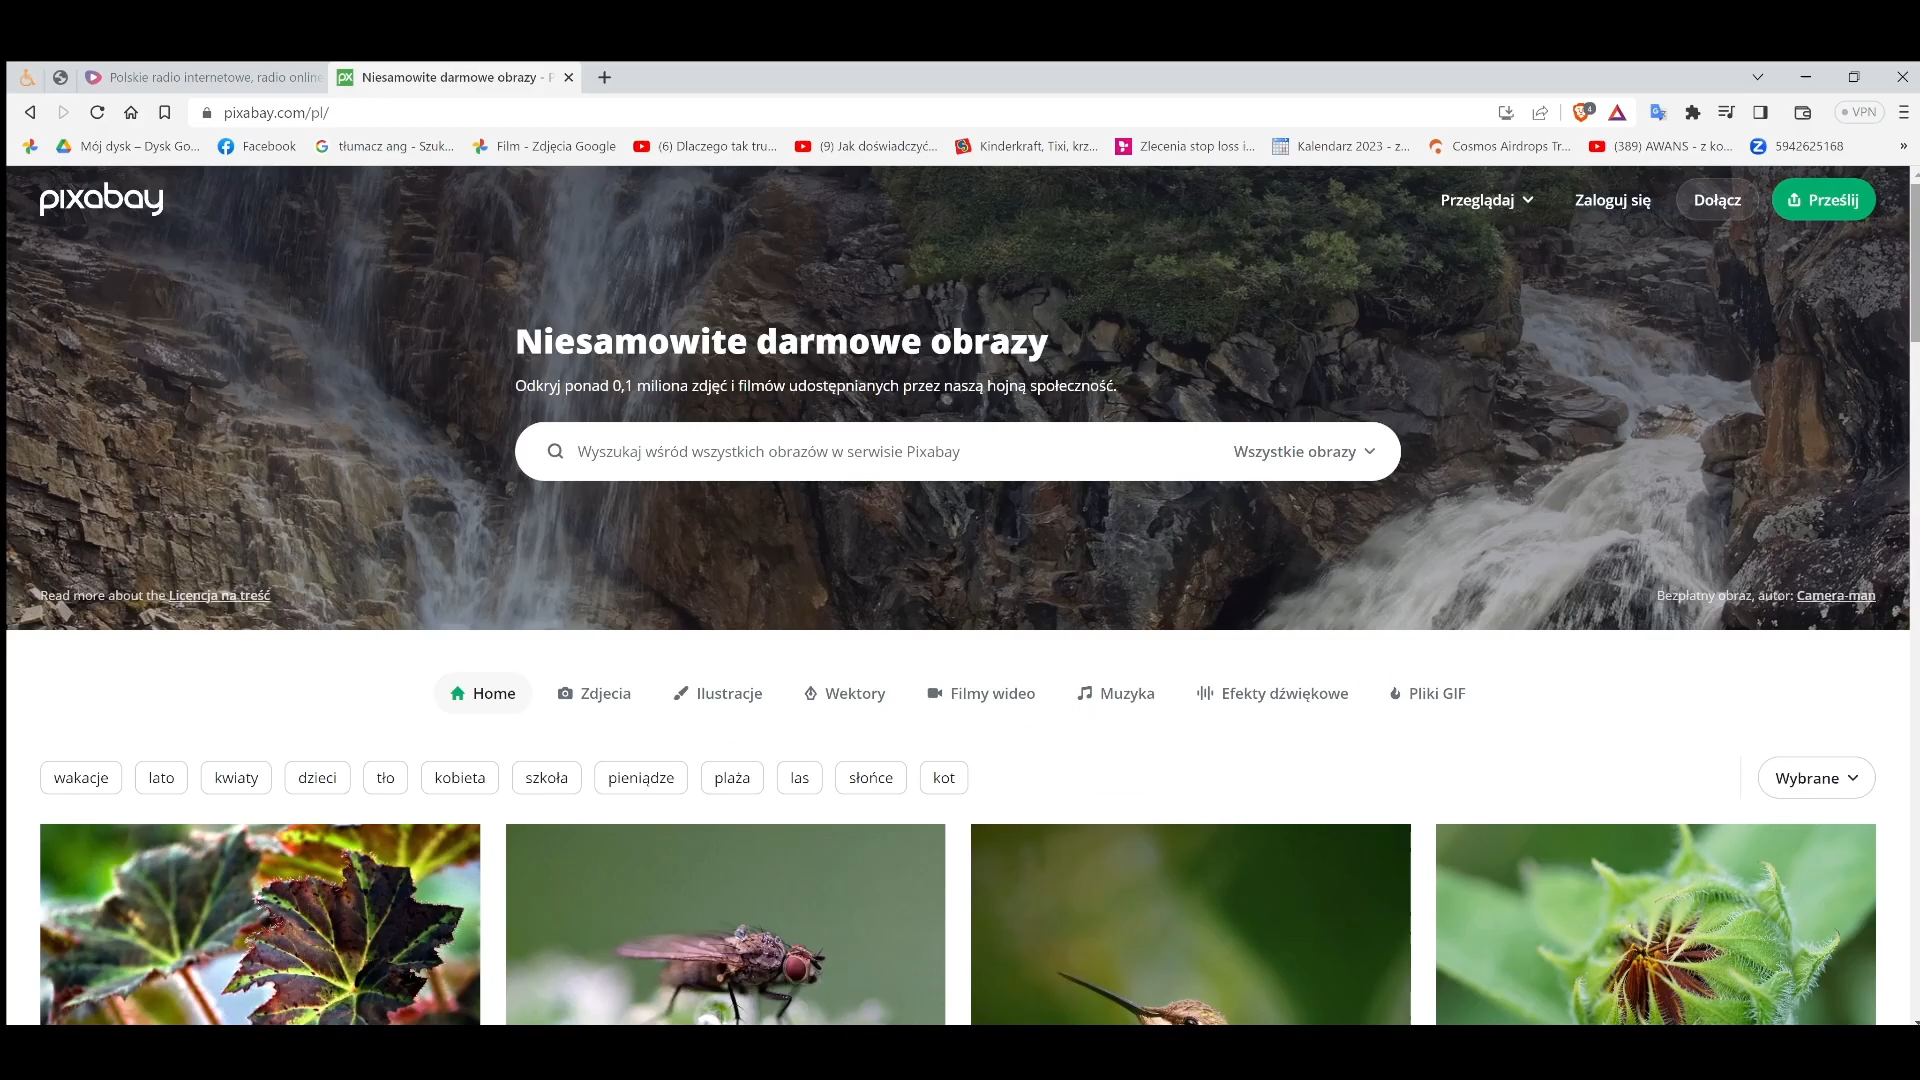 Polskie radio internetowe, radio online
Niesamowite darmowe obrazy - P
pixabay.com/pl/
4
VPN
Mój dysk – Dysk Go...
Facebook
tłumacz ang - Szuk...
Film - Zdjęcia Google
(6) Dlaczego tak tru...
(9) Jak doświadczyć...
Kinderkraft, Tixi, krz...
Zlecenia stop loss i...
Kalendarz 2023 - z...
Cosmos Airdrops Tr...
(389) AWANS - z ko...
5942625168
»
pixabay
Przeglądaj
Zaloguj się
Dołącz
Prześlij
Niesamowite darmowe obrazy
Odkryj ponad 0,1 miliona zdjęć i filmów udostępnianych przez naszą hojną społeczność.
Wyszukaj wśród wszystkich obrazów w serwisie Pixabay
Wszystkie obrazy
Read more about the Licencja na treść
Bezpłatny obraz, autor: Camera-man
Home
Zdjecia
Ilustracje
Wektory
Filmy wideo
Muzyka
Efekty dźwiękowe
Pliki GIF
wakacje
lato
kwiaty
dzieci
tło
kobieta
szkoła
pieniądze
plaża
las
słońce
kot
Wybrane